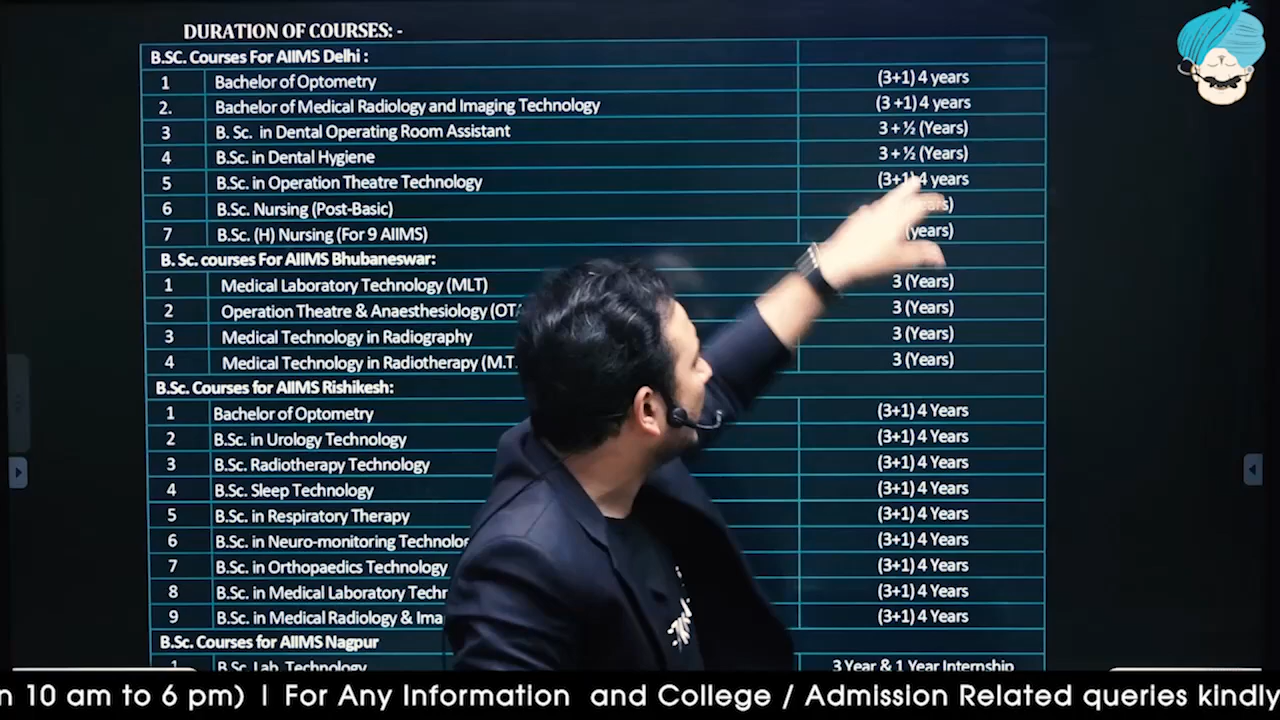 DURATION OF COURSES: -
B.SC. Courses For AIIMS Delhi :
1 Bachelor of Optometry (3+1) 4 years
2. Bachelor of Medical Radiology and Imaging Technology (3 +1) 4 years
3 B. Sc. in Dental Operating Room Assistant 3 + ½ (Years)
4 B.Sc. in Dental Hygiene 3 + ½ (Years)
5 B.Sc. in Operation Theatre Technology (3+1) 4 years
6 B.Sc. Nursing (Post-Basic)
7 B.Sc. (H) Nursing (For 9 AIIMS) (years)
B. Sc. courses For AIIMS Bhubaneswar:
1 Medical Laboratory Technology (MLT) 3 (Years)
2 Operation Theatre & Anaesthesiology 3 (Years)
3 Medical Technology in Radiography 3 (Years)
4 Medical Technology in Radiotherapy (M.T. 3 (Years)
B.Sc. Courses for AIIMS Rishikesh:
1 Bachelor of Optometry (3+1) 4 Years
2 B.Sc. in Urology Technology (3+1) 4 Years
3 B.Sc. Radiotherapy Technology (3+1) 4 Years
4 B.Sc. Sleep Technology (3+1) 4 Years
5 B.Sc. in Respiratory Therapy (3+1) 4 Years
6 B.Sc. in Neuro-monitoring (3+1) 4 Years
7 B.Sc. in Orthopaedics Technology (3+1) 4 Years
8 B.Sc. in Medical Laboratory (3+1) 4 Years
9 B.Sc. in Medical Radiology & (3+1) 4 Years
B.Sc. Courses for AIIMS Nagpur
1 B.Sc. Lab. Technology 3 Year & 1 Year Internship
10 am to 6 pm) | For Any Information and College / Admission Related queries kindly